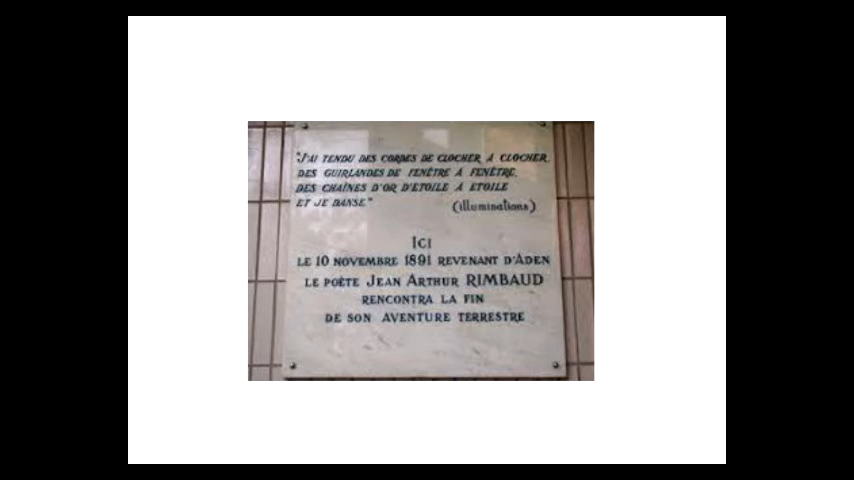 "J'AI TENDU DES CORDES DE CLOCHER A CLOCHER,
DES GUIRLANDES DE FENÊTRE A FENÊTRE,
DES CHAÎNES D'OR D'ETOILE A ETOILE
ET JE DANSE"
(illuminations)
ICI
LE 10 NOVEMBRE 1891 REVENANT D'ADEN
LE POÈTE JEAN ARTHUR RIMBAUD
RENCONTRA LA FIN
DE SON AVENTURE TERRESTRE